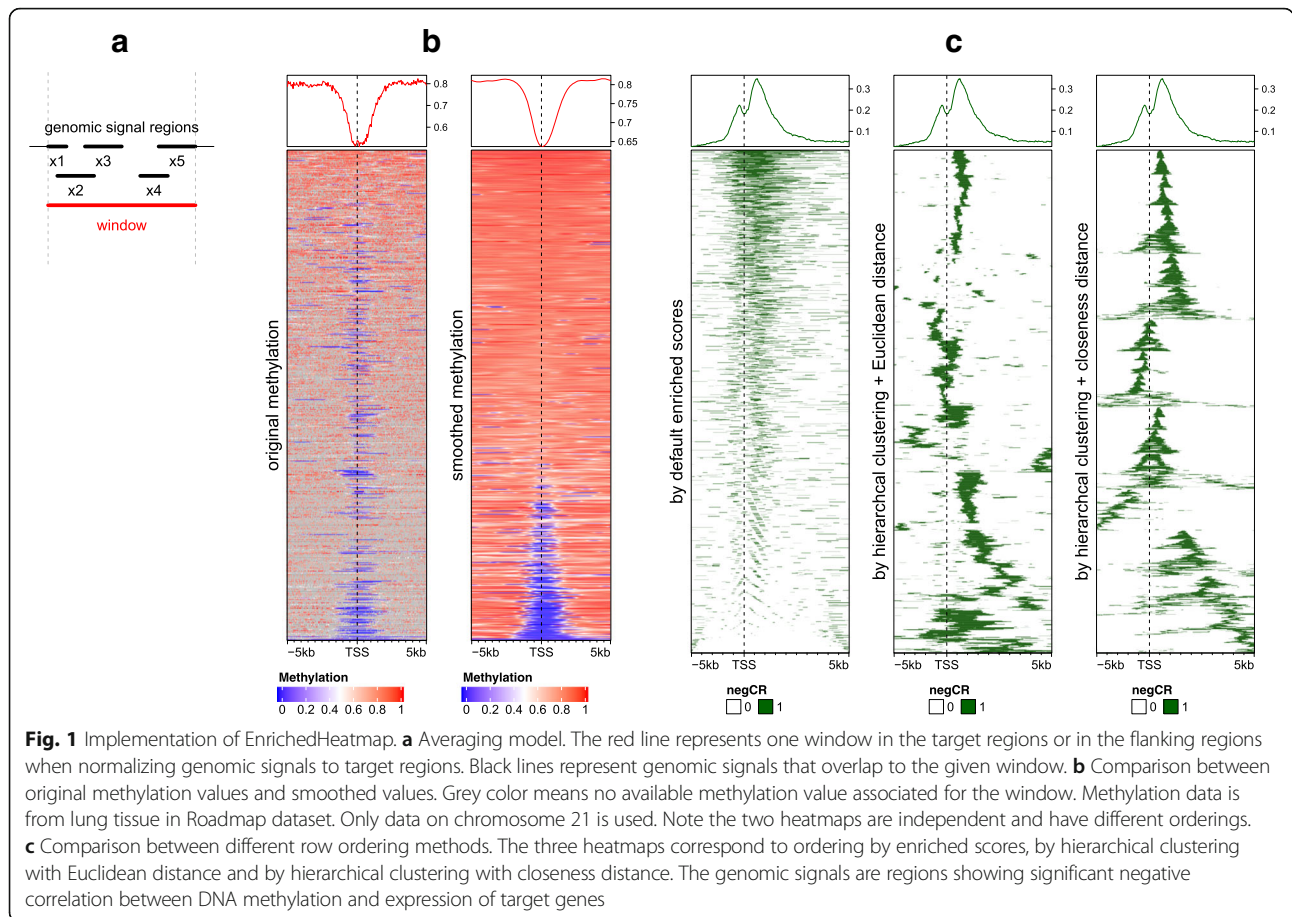 a
b
c
genomic signal regions
x1
x3
x5
x2
x4
window
0.8
0.7
0.6
original methylation
−5kb
TSS
5kb
Methylation
0 0.2 0.4 0.6 0.8 1
0.8
0.75
0.7
0.65
smoothed methylation
−5kb
TSS
5kb
Methylation
0 0.2 0.4 0.6 0.8 1
0.3
0.2
0.1
by default enriched scores
−5kb
TSS
5kb
negCR
0 1
0.3
0.2
0.1
by hierarchcal clustering + Euclidean distance
−5kb
TSS
5kb
negCR
0 1
0.3
0.2
0.1
by hierarchcal clustering + closeness distance
−5kb
TSS
5kb
negCR
0 1
Fig. 1 Implementation of EnrichedHeatmap. a Averaging model. The red line represents one window in the target regions or in the flanking regions
when normalizing genomic signals to target regions. Black lines represent genomic signals that overlap to the given window. b Comparison between
original methylation values and smoothed values. Grey color means no available methylation value associated for the window. Methylation data is
from lung tissue in Roadmap dataset. Only data on chromosome 21 is used. Note the two heatmaps are independent and have different orderings.
c Comparison between different row ordering methods. The three heatmaps correspond to ordering by enriched scores, by hierarchical clustering
with Euclidean distance and by hierarchical clustering with closeness distance. The genomic signals are regions showing significant negative
correlation between DNA methylation and expression of target genes